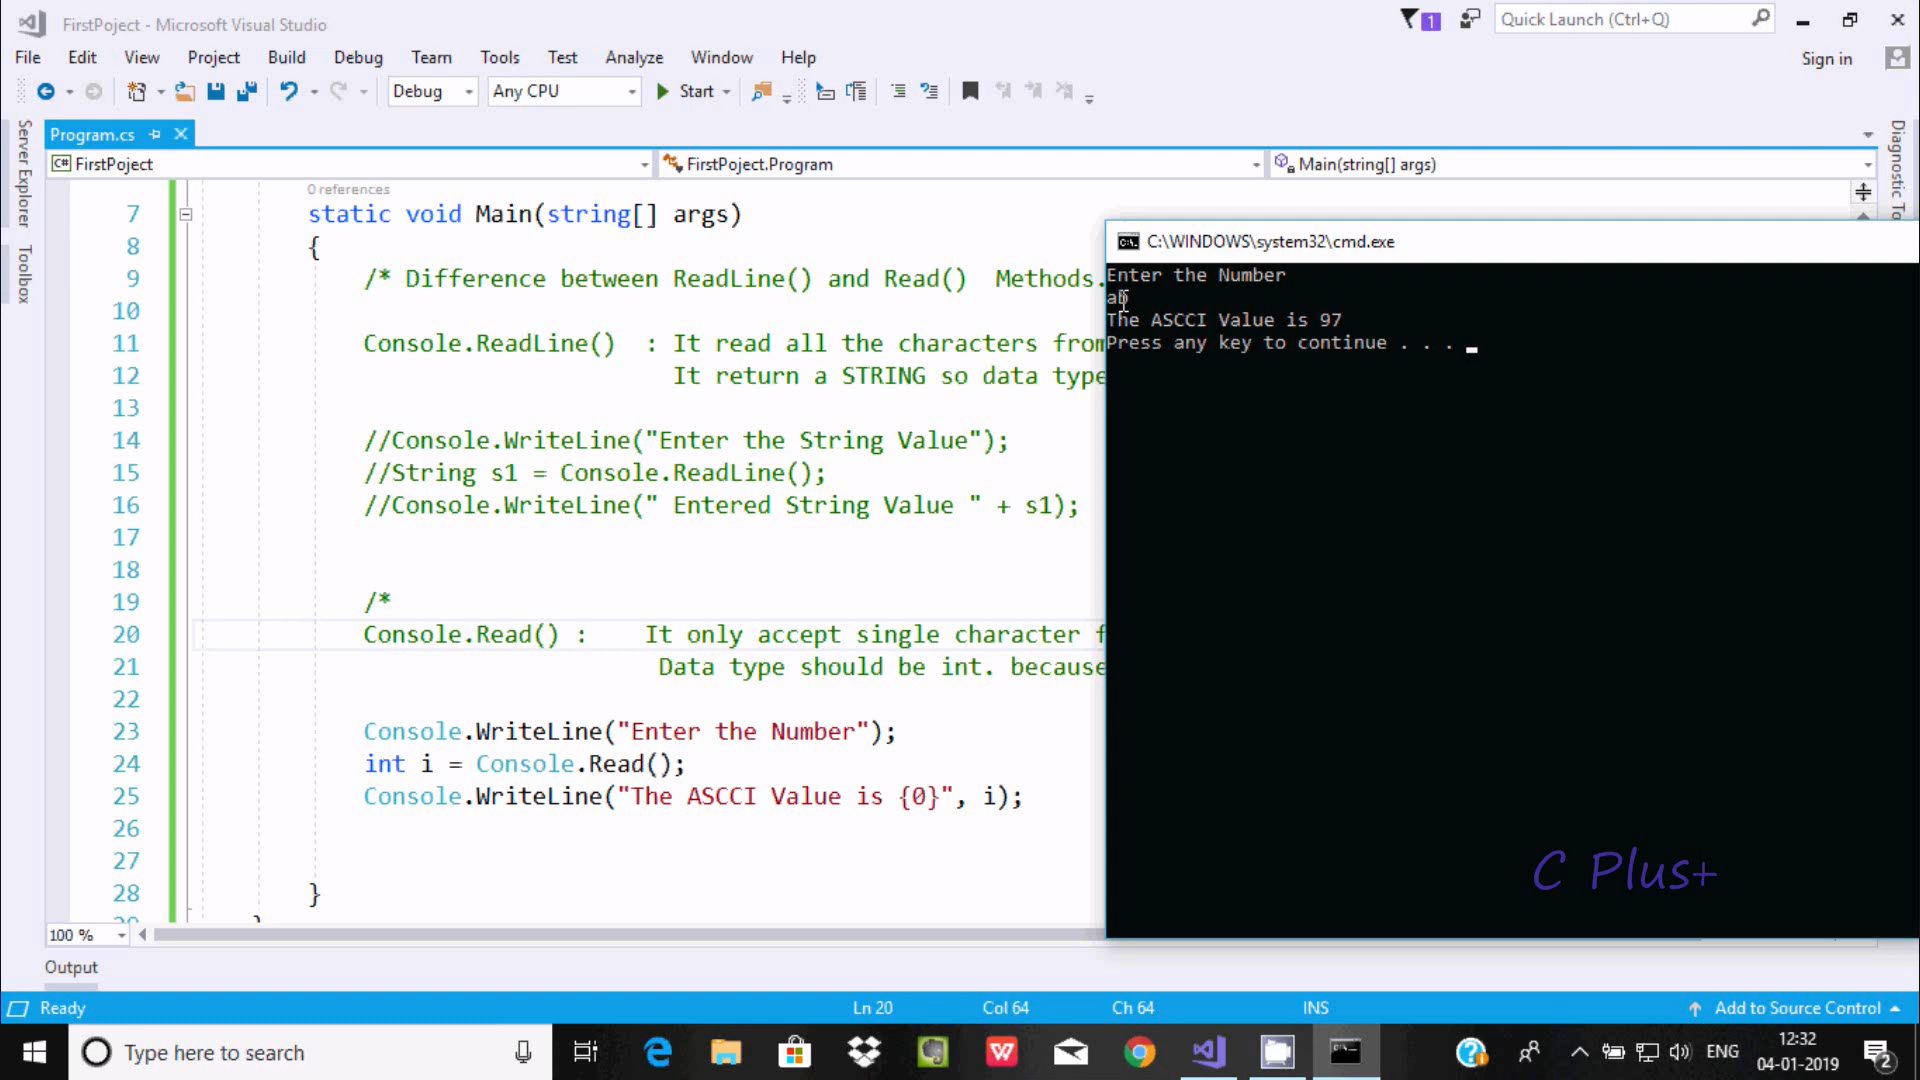 FirstPoject - Microsoft Visual Studio
1
Quick Launch (Ctrl+Q)
File Edit View Project Build Debug Team Tools Test Analyze Window Help
Sign in
Debug Any CPU Start
Server Explorer
Toolbox
Program.cs
C# FirstPoject
FirstPoject.Program
Main(string[] args)
Diagnostic
0 references
7 static void Main(string[] args)
8 {
9 /* Difference between ReadLine() and Read() Methods.
10
11 Console.ReadLine() : It read all the characters from
12 It return a STRING so data type
13
14 //Console.WriteLine("Enter the String Value");
15 //String s1 = Console.ReadLine();
16 //Console.WriteLine(" Entered String Value " + s1);
17
18
19 /*
20 Console.Read() : It only accept single character f
21 Data type should be int. because
22
23 Console.WriteLine("Enter the Number");
24 int i = Console.Read();
25 Console.WriteLine("The ASCCI Value is {0}", i);
26
27
28 }
C:\WINDOWS\system32\cmd.exe
Enter the Number
ab
The ASCCI Value is 97
Press any key to continue . . .
C Plus+
100 %
Output
Ready Ln 20 Col 64 Ch 64 INS Add to Source Control
Type here to search
ENG
12:32
04-01-2019
2